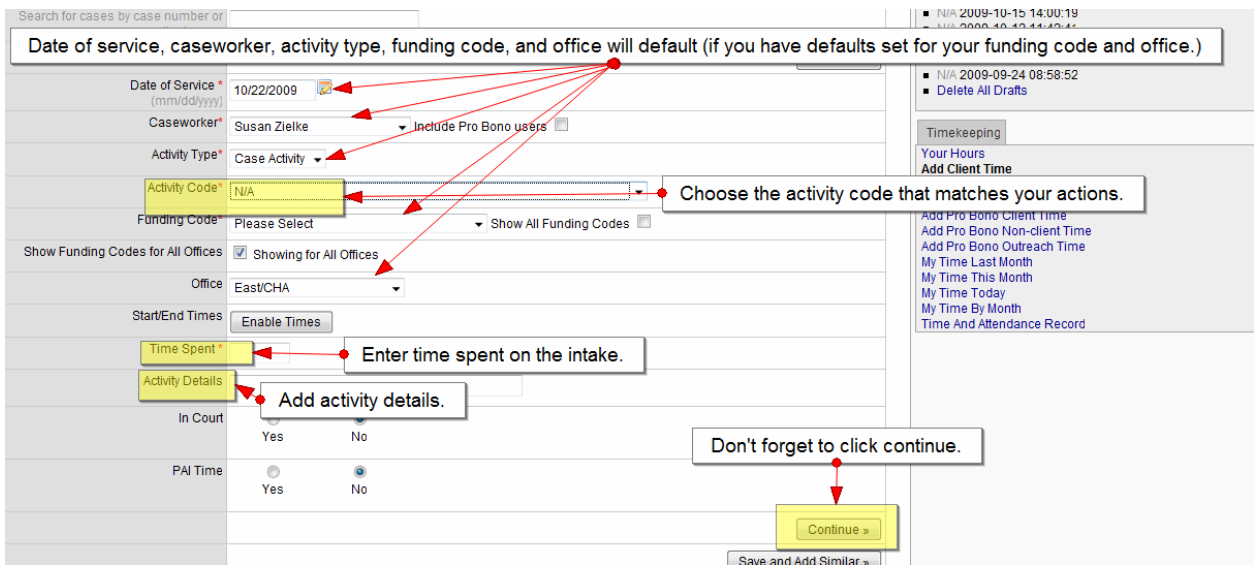 Search for cases by case number or
Date of service, caseworker, activity type, funding code, and office will default (if you have defaults set for your funding code and office.)
Date of Service * 10/22/2009
(mm/dd/yyyy)
Caseworker* Susan Zielke Include Pro Bono users
Activity Type* Case Activity
Activity Code* N/A
Choose the activity code that matches your actions.
Funding Code* Please Select Show All Funding Codes
Show Funding Codes for All Offices Showing for All Offices
Office East/CHA
Start/End Times Enable Times
Time Spent *
Enter time spent on the intake.
Activity Details
Add activity details.
In Court
Yes No
Don't forget to click continue.
PAI Time
Yes No
Continue »
Save and Add Similar »
N/A 2009-10-15 14:00:19
N/A 2009-09-24 08:58:52
Delete All Drafts
Timekeeping
Your Hours
Add Client Time
Add Pro Bono Client Time
Add Pro Bono Non-client Time
Add Pro Bono Outreach Time
My Time Last Month
My Time This Month
My Time Today
My Time By Month
Time And Attendance Record